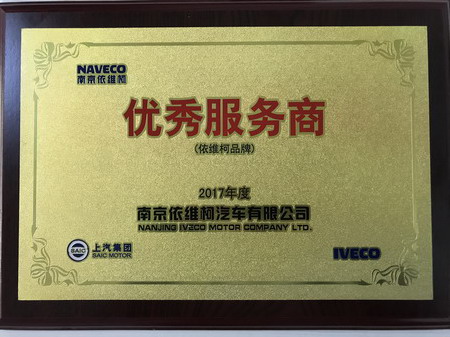 NAVECO
南京依维柯
优秀服务商
(依维柯品牌)
2017年度
南京依维柯汽车有限公司
NANJING IVECO MOTOR COMPANY LTD.
SAIC
上汽集团
SAIC MOTOR
IVECO